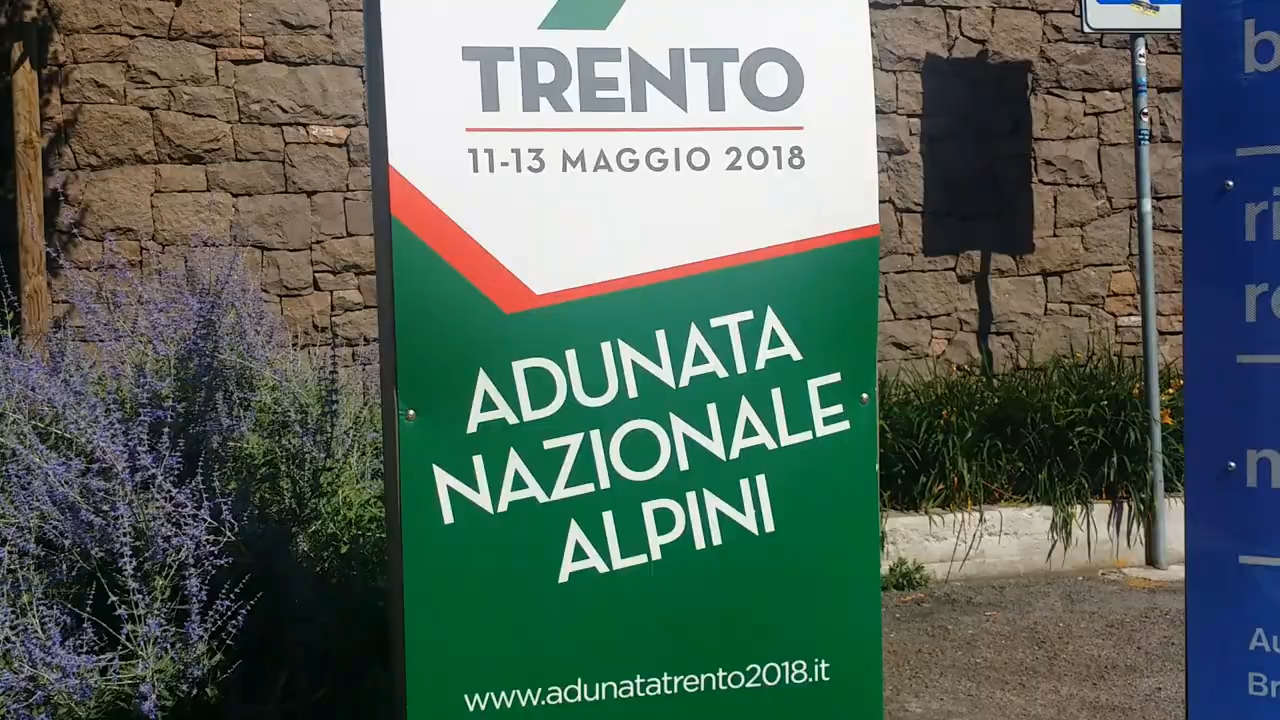 TRENTO
11-13 MAGGIO 2018
ADUNATA
NAZIONALE
ALPINI
www.adunatatrento2018.it